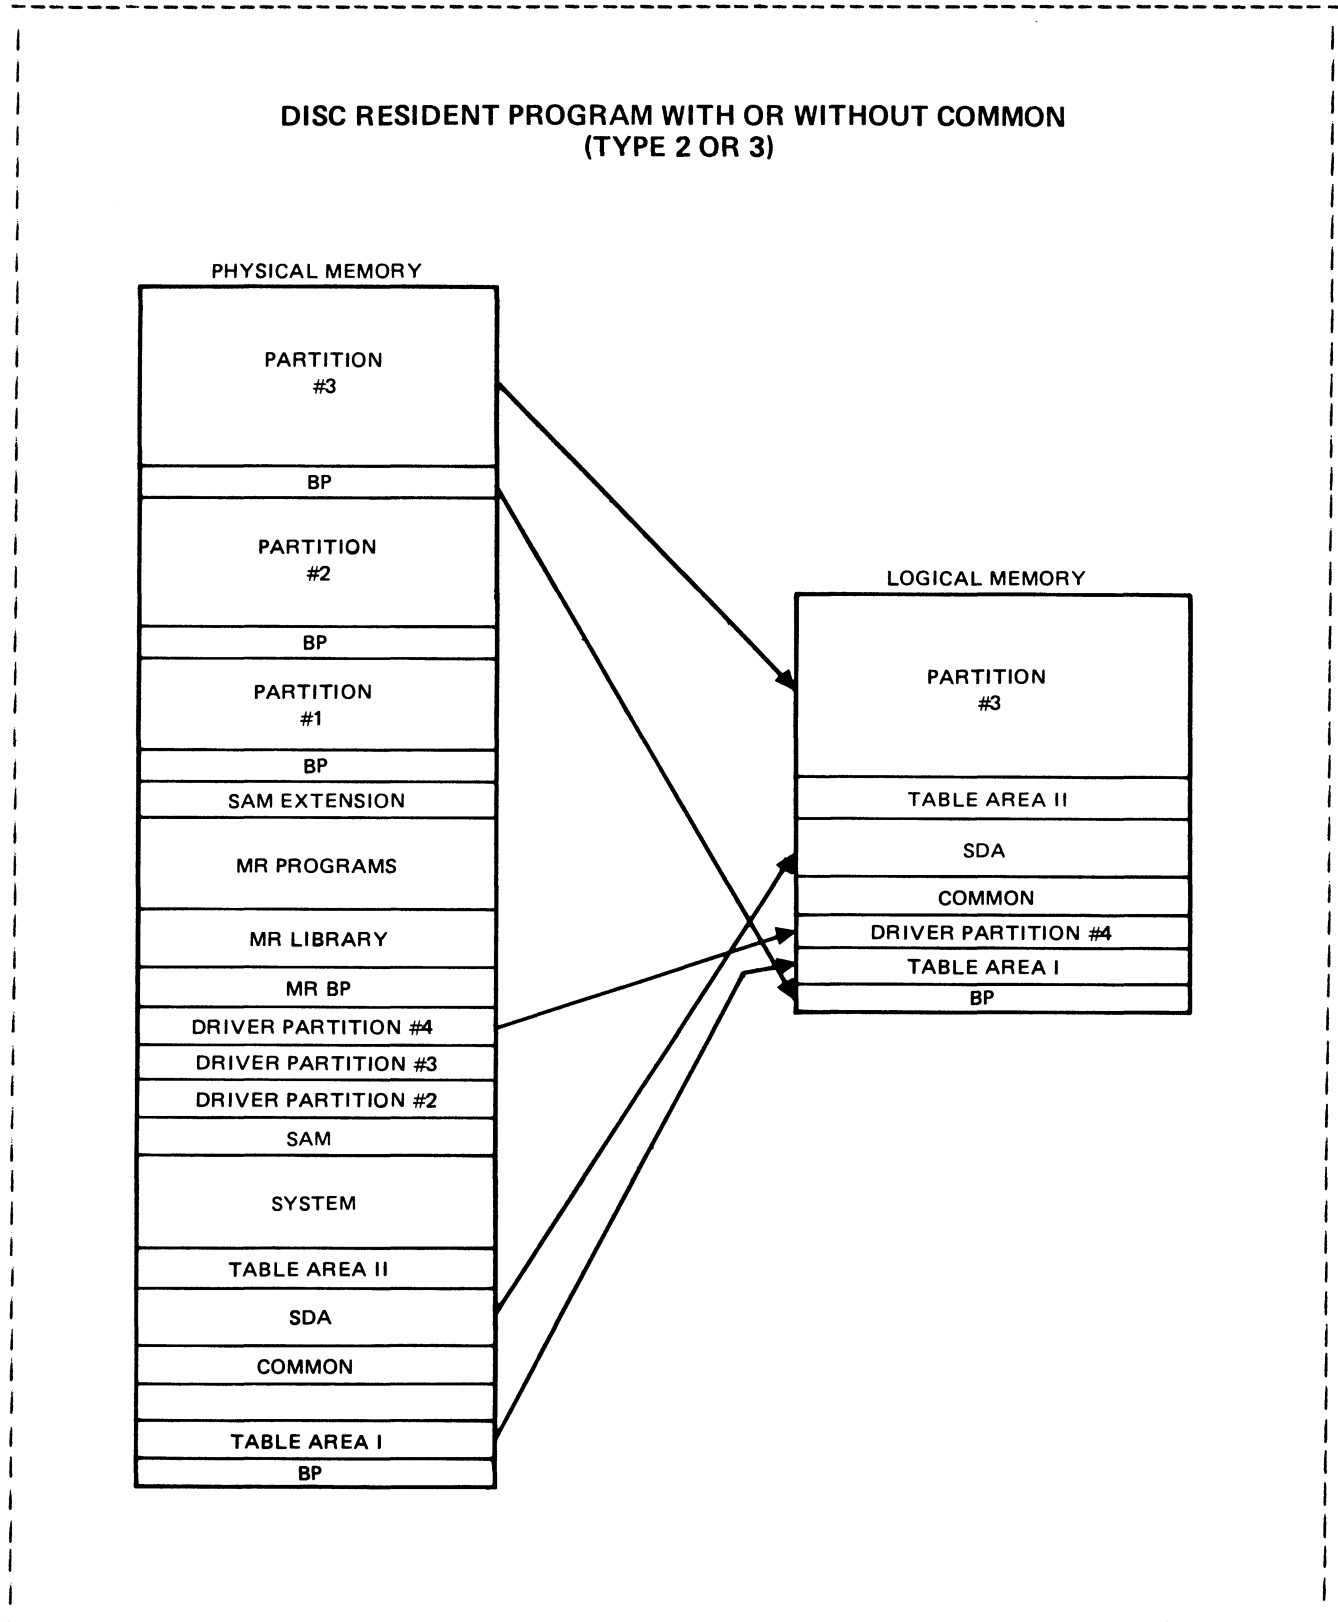 DISC RESIDENT PROGRAM WITH OR WITHOUT COMMON
(TYPE 2 OR 3)
PHYSICAL MEMORY
PARTITION
#3
BP
PARTITION
#2
BP
PARTITION
#1
BP
SAM EXTENSION
MR PROGRAMS
MR LIBRARY
MR BP
DRIVER PARTITION #4
DRIVER PARTITION #3
DRIVER PARTITION #2
SAM
SYSTEM
TABLE AREA II
SDA
COMMON
TABLE AREA I
BP
LOGICAL MEMORY
PARTITION
#3
TABLE AREA II
SDA
COMMON
DRIVER PARTITION #4
TABLE AREA I
BP